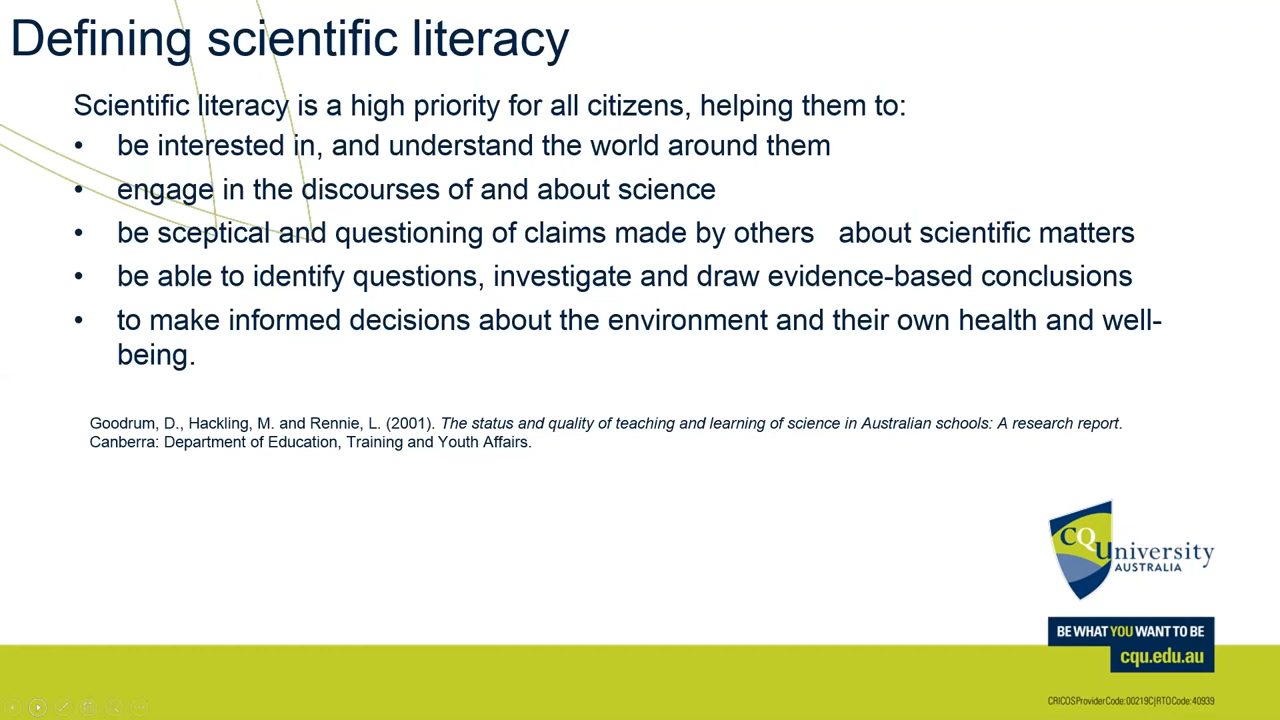 Defining scientific literacy
Scientific literacy is a high priority for all citizens, helping them to:
• be interested in, and understand the world around them
• engage in the discourses of and about science
• be sceptical and questioning of claims made by others about scientific matters
• be able to identify questions, investigate and draw evidence-based conclusions
• to make informed decisions about the environment and their own health and well-
being.
Goodrum, D., Hackling, M. and Rennie, L. (2001). The status and quality of teaching and learning of science in Australian schools: A research report.
Canberra: Department of Education, Training and Youth Affairs.
CQUniversity
AUSTRALIA
BE WHAT YOU WANT TO BE
cqu.edu.au
CRICOSProviderCode:00219C|RTOCode:40939